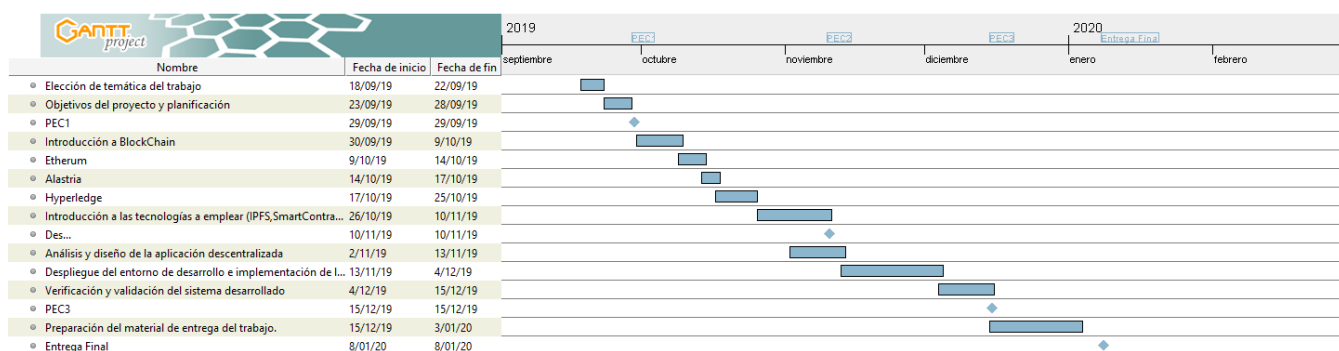 GANTT
project
2019
2020
PEC1
PEC2
PEC3
Entrega Final
septiembre
octubre
noviembre
diciembre
enero
febrero
Nombre Fecha de inicio Fecha de fin
Elección de temática del trabajo 18/09/19 22/09/19
Objetivos del proyecto y planificación 23/09/19 28/09/19
PEC1 29/09/19 29/09/19
Introducción a BlockChain 30/09/19 9/10/19
Etherum 9/10/19 14/10/19
Alastria 14/10/19 17/10/19
Hyperledge 17/10/19 25/10/19
Introducción a las tecnologías a emplear (IPFS,SmartContra... 26/10/19 10/11/19
Des... 10/11/19 10/11/19
Análisis y diseño de la aplicación descentralizada 2/11/19 13/11/19
Despliegue del entorno de desarrollo e implementación de l... 13/11/19 4/12/19
Verificación y validación del sistema desarrollado 4/12/19 15/12/19
PEC3 15/12/19 15/12/19
Preparación del material de entrega del trabajo. 15/12/19 3/01/20
Entrega Final 8/01/20 8/01/20